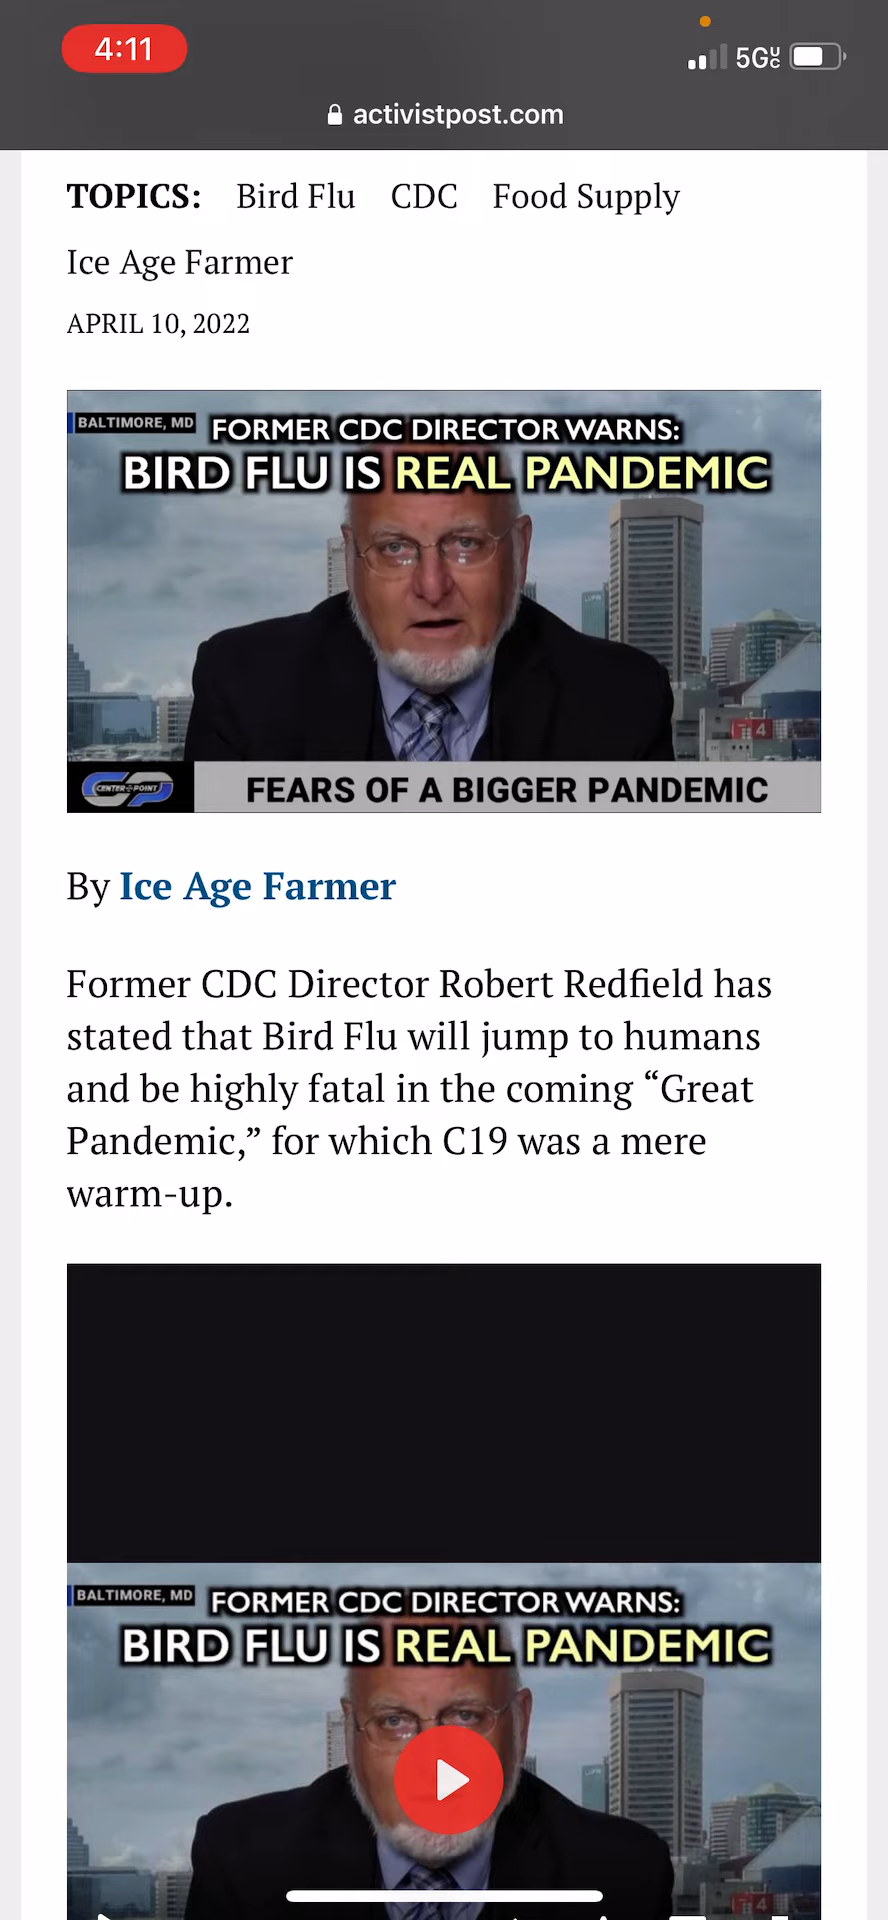 4:11
5GUC
activistpost.com
TOPICS: Bird Flu CDC Food Supply
Ice Age Farmer
APRIL 10, 2022
BALTIMORE, MD
FORMER CDC DIRECTOR WARNS:
BIRD FLU IS REAL PANDEMIC
4
CENTER POINT
FEARS OF A BIGGER PANDEMIC
By Ice Age Farmer
Former CDC Director Robert Redfield has
stated that Bird Flu will jump to humans
and be highly fatal in the coming “Great
Pandemic,” for which C19 was a mere
warm-up.
BALTIMORE, MD
FORMER CDC DIRECTOR WARNS:
BIRD FLU IS REAL PANDEMIC
4